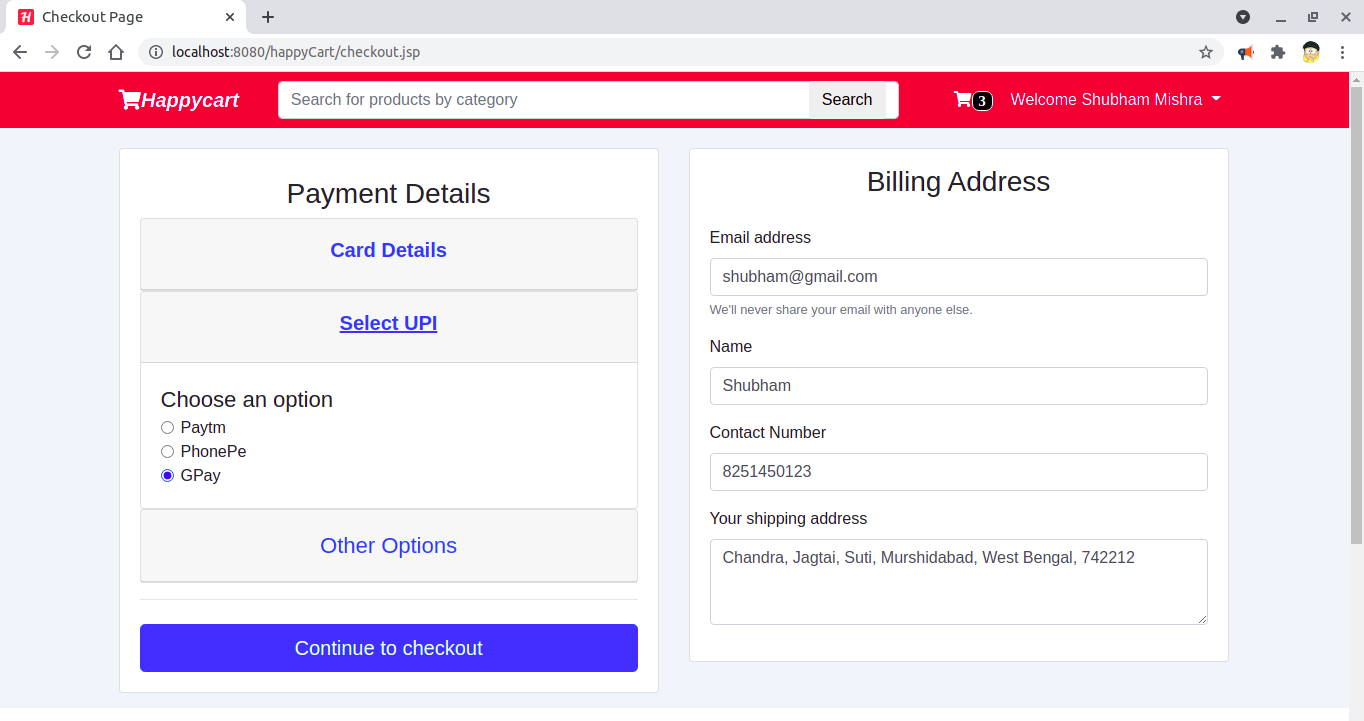 Checkout Page
localhost:8080/happyCart/checkout.jsp
Happycart
Search for products by category
Search
3
Welcome Shubham Mishra
Payment Details
Card Details
Select UPI
Choose an option
Paytm
PhonePe
GPay
Other Options
Continue to checkout
Billing Address
Email address
shubham@gmail.com
We'll never share your email with anyone else.
Name
Shubham
Contact Number
8251450123
Your shipping address
Chandra, Jagtai, Suti, Murshidabad, West Bengal, 742212